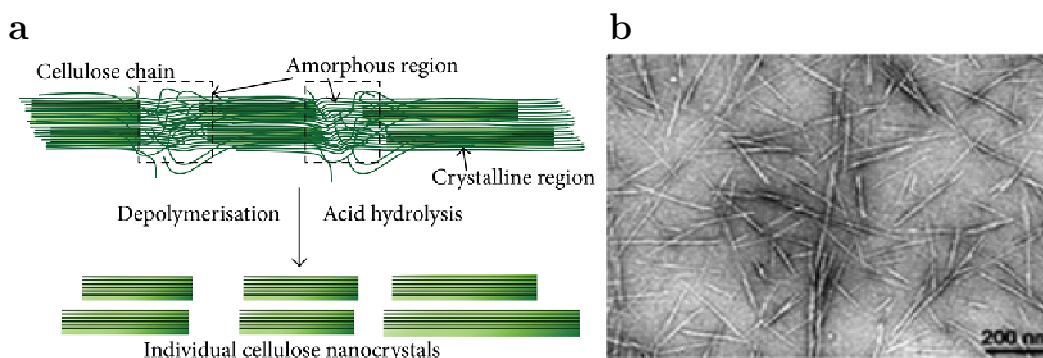 a
b
Cellulose chain
Amorphous region
Crystalline region
Depolymerisation
Acid hydrolysis
Individual cellulose nanocrystals
200 nm